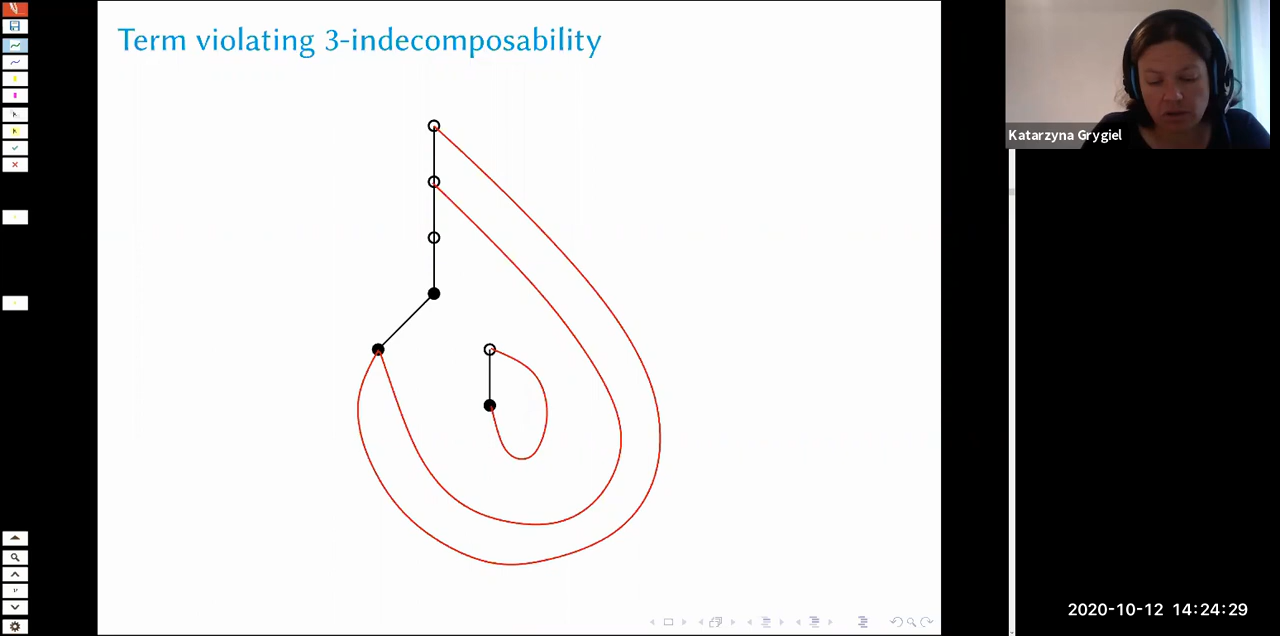 Term violating 3-indecomposability
Katarzyna Grygiel
2020-10-12 14:24:29